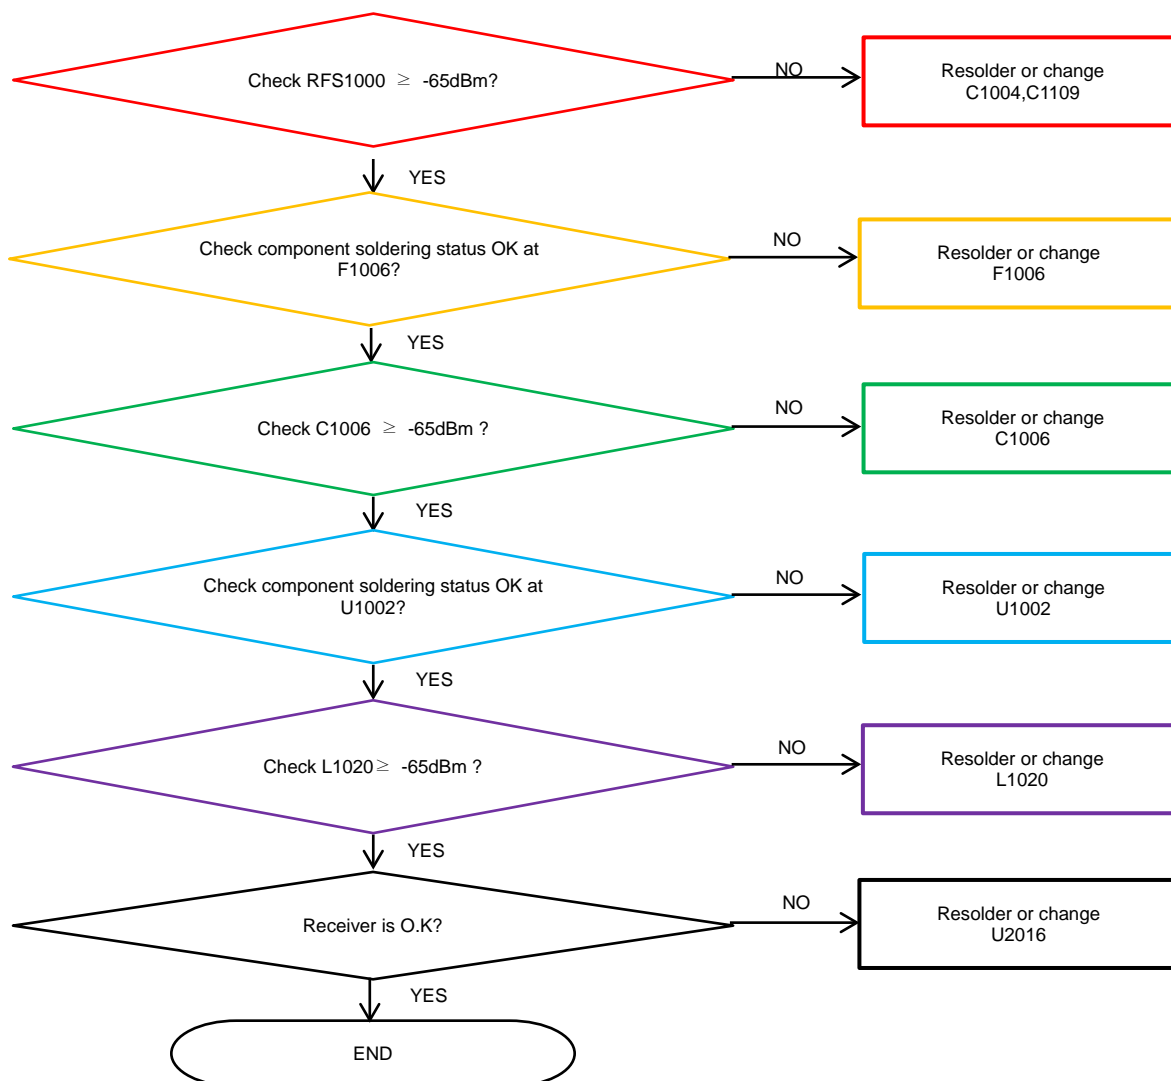 Check RFS1000 ≥ -65dBm?
NO
Resolder or change
C1004,C1109
YES
Check component soldering status OK at
F1006?
NO
Resolder or change
F1006
YES
Check C1006 ≥ -65dBm ?
NO
Resolder or change
C1006
YES
Check component soldering status OK at
U1002?
NO
Resolder or change
U1002
YES
Check L1020≥ -65dBm ?
NO
Resolder or change
L1020
YES
Receiver is O.K?
NO
Resolder or change
U2016
YES
END